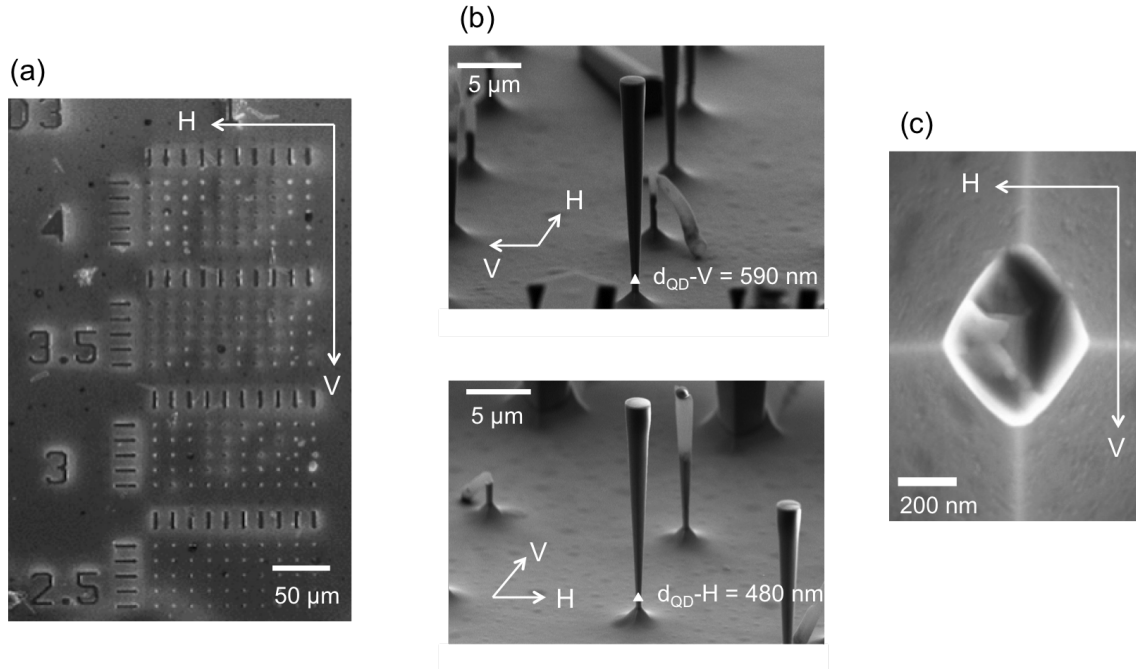 (a)
03
H
4
3.5
V
3
2.5
50 μm
(b)
5 μm
H
V
d_QD-V = 590 nm
5 μm
V
H
d_QD-H = 480 nm
(c)
H
V
200 nm